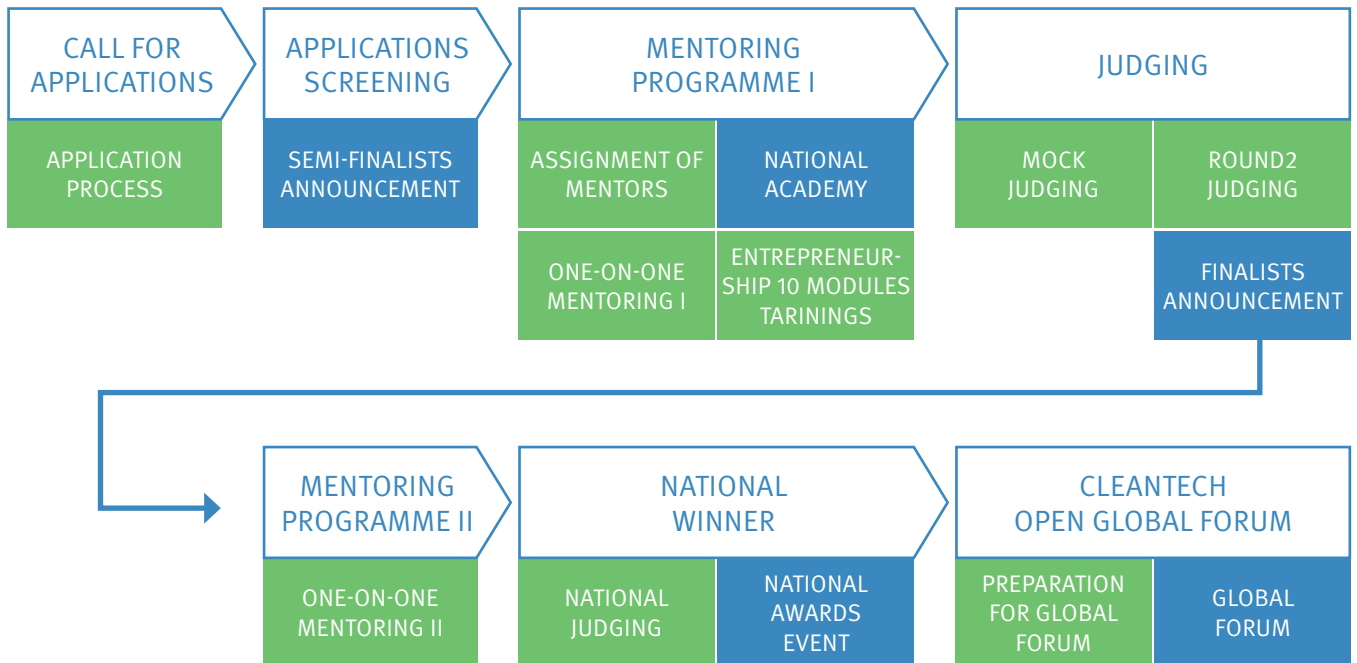 CALL FOR
APPLICATIONS
APPLICATIONS
SCREENING
MENTORING
PROGRAMME I
JUDGING
APPLICATION
PROCESS
SEMI-FINALISTS
ANNOUNCEMENT
ASSIGNMENT OF
MENTORS
NATIONAL
ACADEMY
MOCK
JUDGING
ROUND2
JUDGING
ONE-ON-ONE
MENTORING I
ENTREPRENEUR-
SHIP 10 MODULES
TARININGS
FINALISTS
ANNOUNCEMENT
MENTORING
PROGRAMME II
NATIONAL
WINNER
CLEANTECH
OPEN GLOBAL FORUM
ONE-ON-ONE
MENTORING II
NATIONAL
JUDGING
NATIONAL
AWARDS
EVENT
PREPARATION
FOR GLOBAL
FORUM
GLOBAL
FORUM